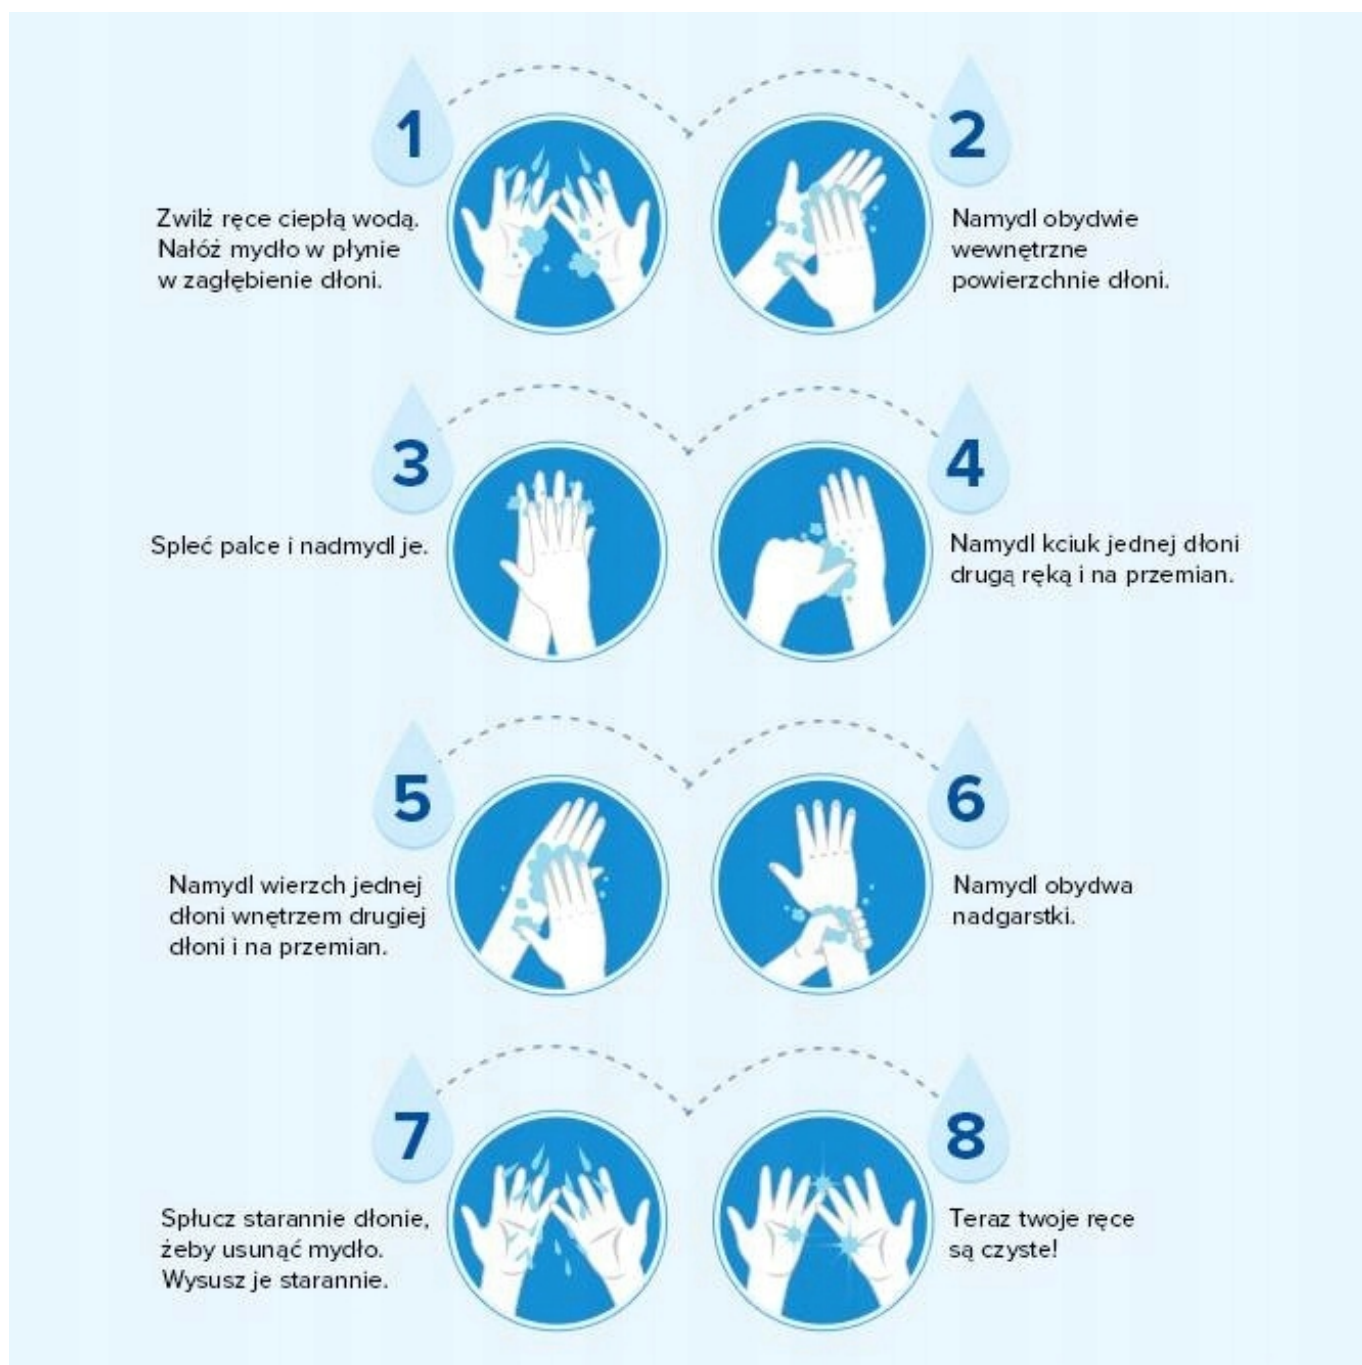 1
Zwilż ręce ciepłą wodą.
Nałóż mydło w płynie
w zagłębienie dłoni.
2
Namydl obydwie
wewnętrzne
powierzchnie dłoni.
3
Spleć palce i nadmydl je.
4
Namydl kciuk jednej dłoni
drugą ręką i na przemian.
5
Namydl wierzch jednej
dłoni wnętrzem drugiej
dłoni i na przemian.
6
Namydl obydwa
nadgarstki.
7
Spłucz starannie dłonie,
żeby usunąć mydło.
Wysusz je starannie.
8
Teraz twoje ręce
są czyste!